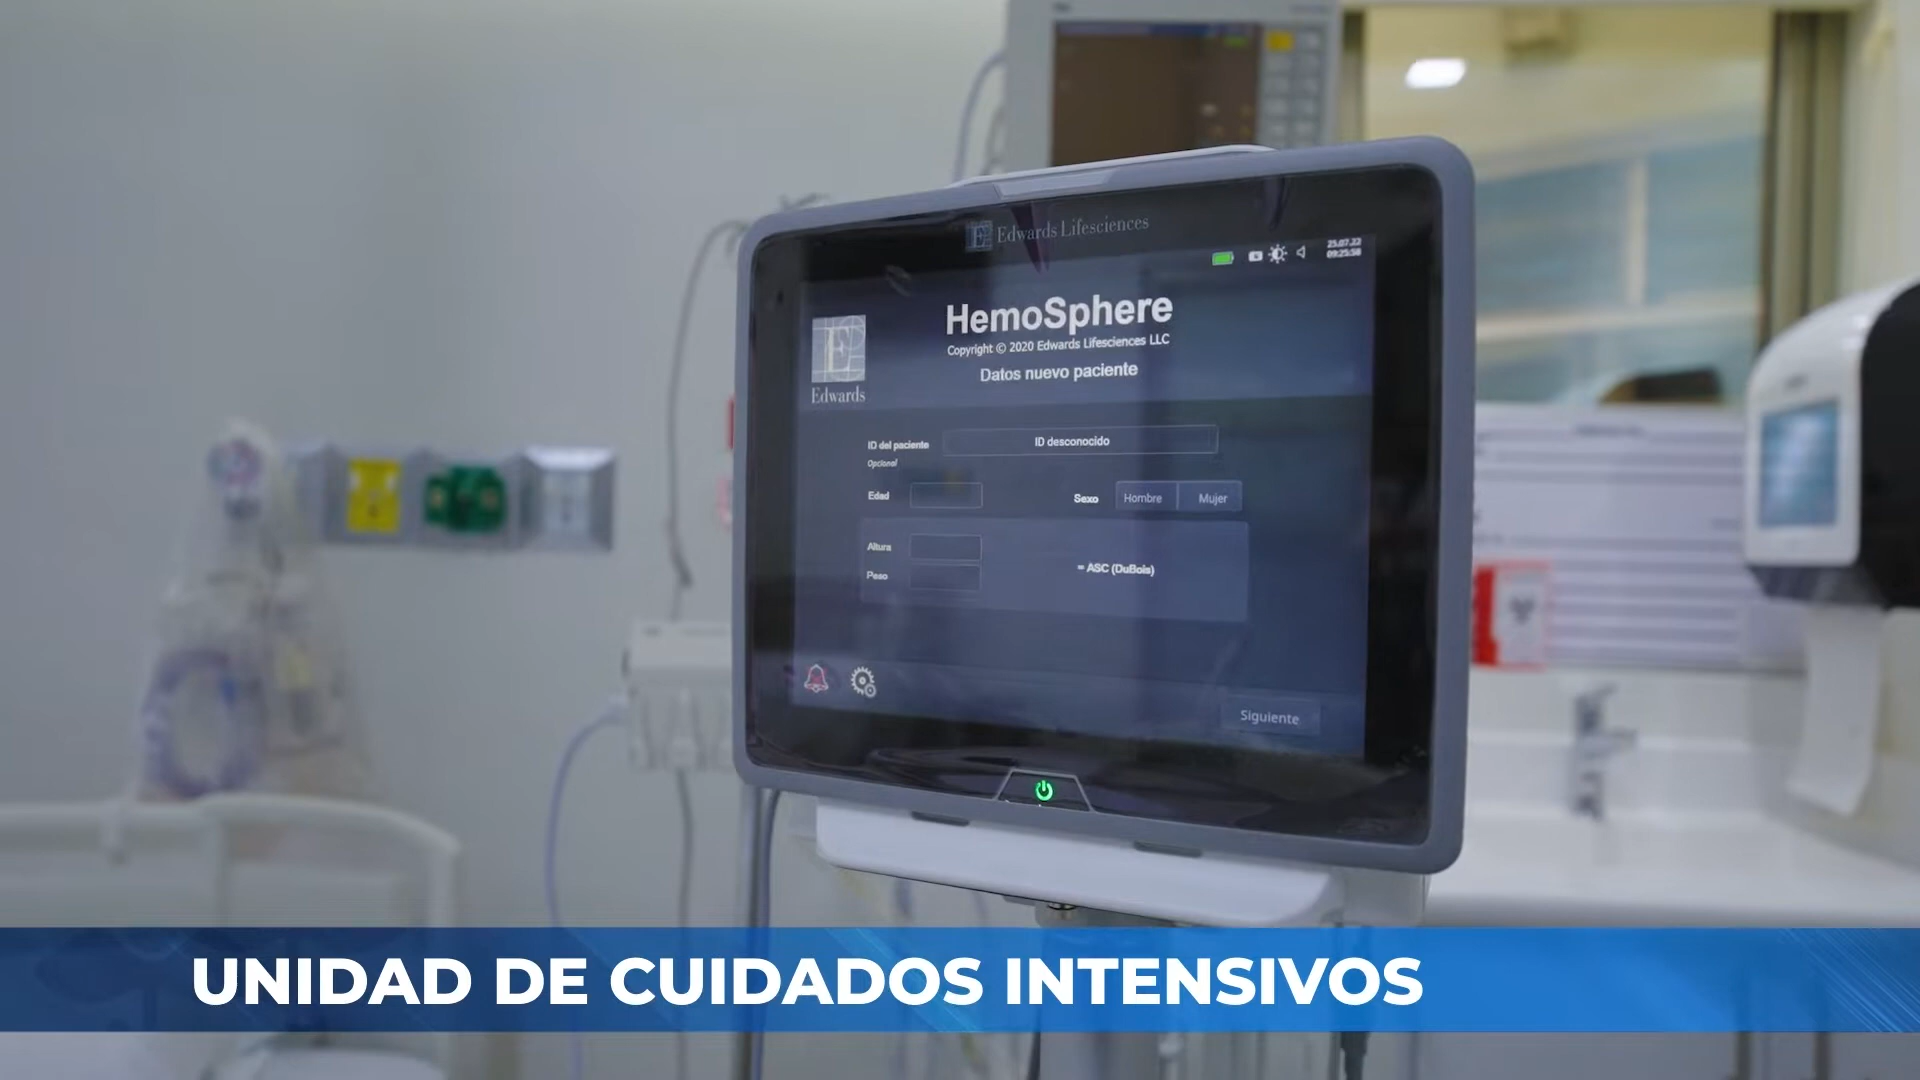 Edwards Lifesciences
25.07.22
09:25:58
HemoSphere
Copyright © 2020 Edwards Lifesciences LLC
Datos nuevo paciente
Edwards
ID del paciente
ID desconocido
Opcional
Edad
Sexo
Hombre
Mujer
Altura
Peso
= ASC (DuBois)
Siguiente
UNIDAD DE CUIDADOS INTENSIVOS